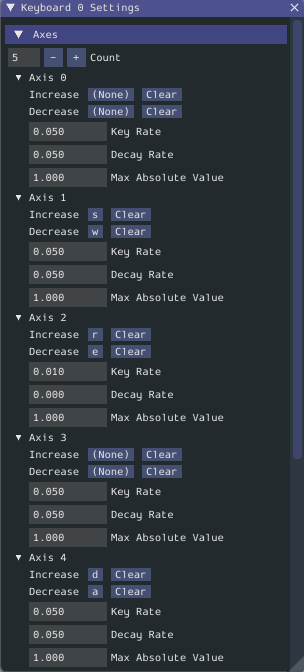 Keyboard 0 Settings
Axes
5 - + Count
Axis 0
Increase (None) Clear
Decrease (None) Clear
0.050 Key Rate
0.050 Decay Rate
1.000 Max Absolute Value
Axis 1
Increase s Clear
Decrease w Clear
0.050 Key Rate
0.050 Decay Rate
1.000 Max Absolute Value
Axis 2
Increase r Clear
Decrease e Clear
0.010 Key Rate
0.000 Decay Rate
1.000 Max Absolute Value
Axis 3
Increase (None) Clear
Decrease (None) Clear
0.050 Key Rate
0.050 Decay Rate
1.000 Max Absolute Value
Axis 4
Increase d Clear
Decrease a Clear
0.050 Key Rate
0.050 Decay Rate
1.000 Max Absolute Value